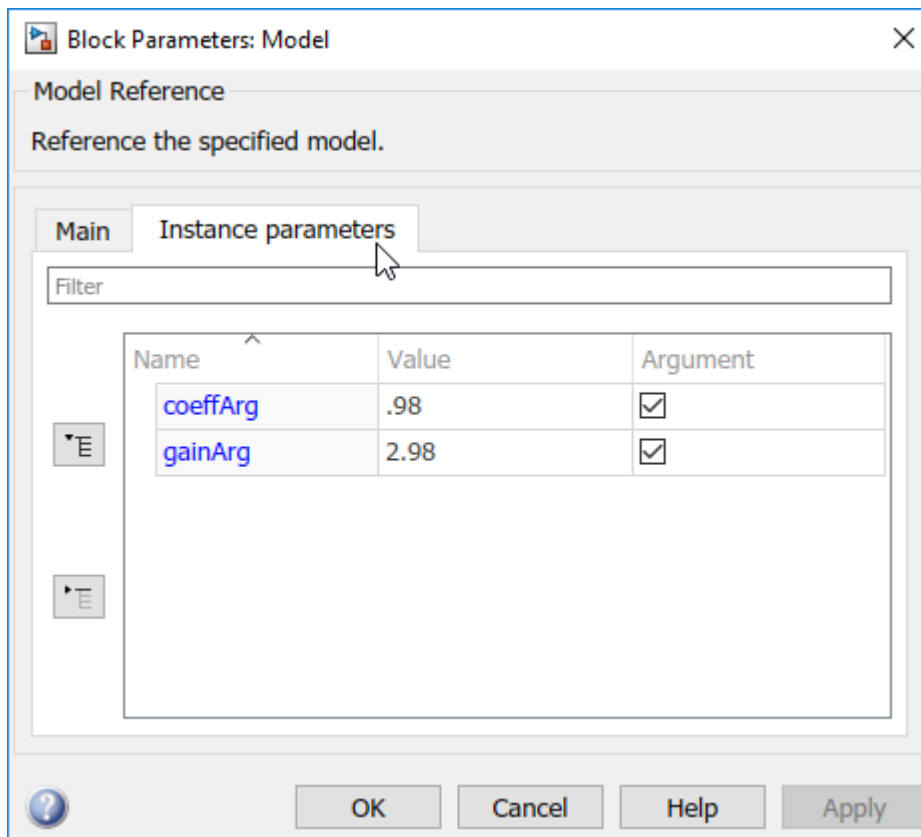 Block Parameters: Model
Model Reference
Reference the specified model.
Main Instance parameters
Filter
Name Value Argument
coeffArg .98
gainArg 2.98
OK Cancel Help Apply